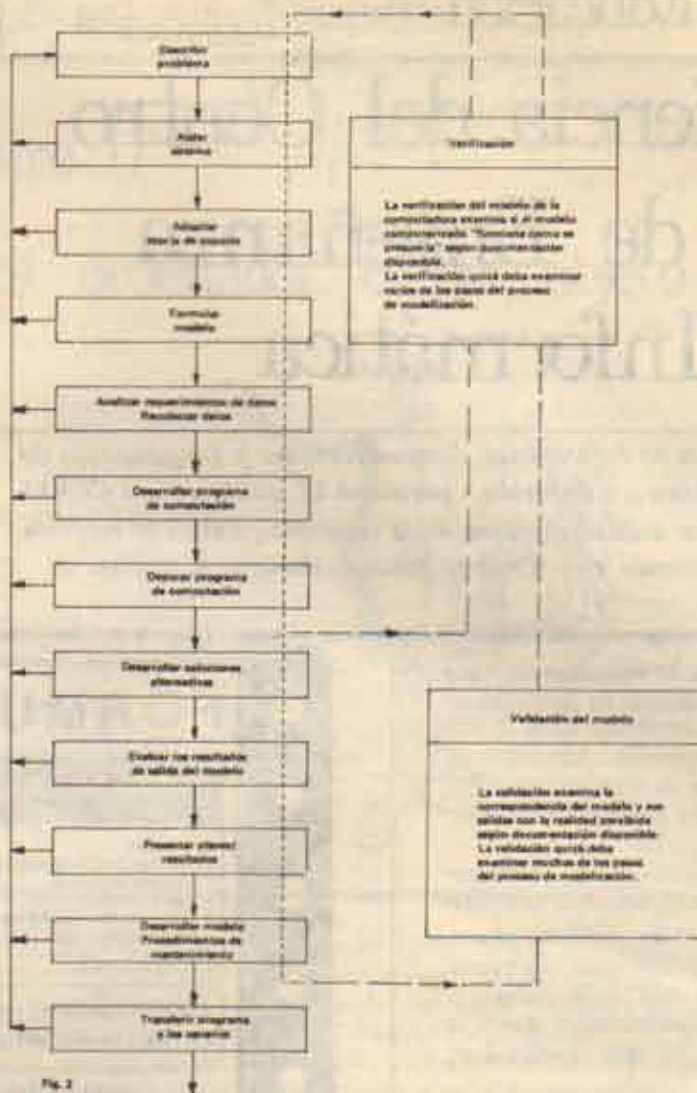 Describir
problema
Aislar
sistema
Adoptar
teoría de
Formular
modelo
Analizar requerimientos de datos
Recolectar datos
Desarrollar programa
de computación
Depurar programa
de computación
Desarrollar soluciones
alternativas
Evaluar los resultados
de salida del modelo
Presentar planes/
resultados
Desarrollar modelo
Procedimientos de
mantenimiento
Transferir programa
a los usuarios
Fig. 2
Verificación
La verificación del modelo de la
computadora examina si el modelo
computarizado "funciona como se
según documentación
disponible.
La verificación quizá deba examinar
varios de los pasos del proceso
de modelización.
Validación del modelo
La validación examina la
correspondencia del modelo y sus
salidas con la realidad percibida
según documentación disponible.
La validación quizá deba
examinar muchos de los pasos
del proceso de modelización.